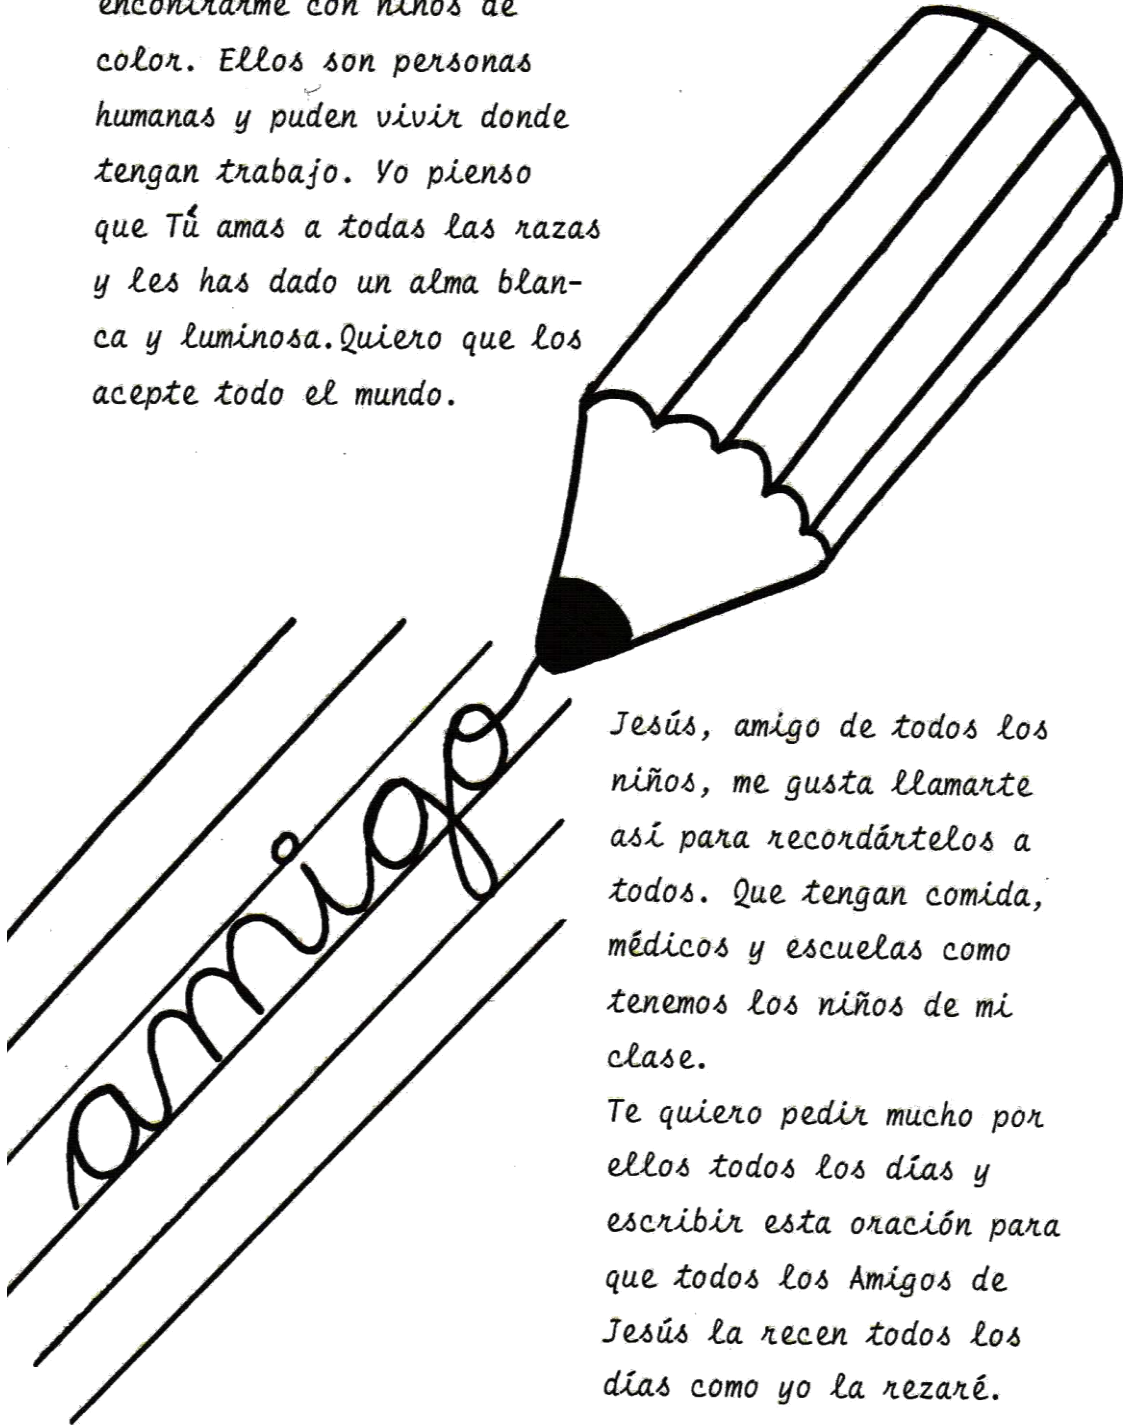 encontrarme con niños de
color. Ellos son personas
humanas y puden vivir donde
tengan trabajo. Yo pienso
que Tú amas a todas las razas
y les has dado un alma blan-
ca y luminosa.Quiero que los
acepte todo el mundo.
amigo
Jesús, amigo de todos los
niños, me gusta llamarte
así para recordártelos a
todos. Que tengan comida,
médicos y escuelas como
tenemos los niños de mi
clase.
Te quiero pedir mucho por
ellos todos los días y
escribir esta oración para
que todos los Amigos de
Jesús la recen todos los
días como yo la rezaré.